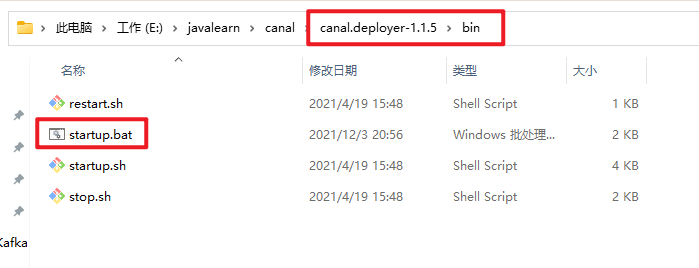 此电脑 › 工作 (E:) › javalearn › canal › canal.deployer-1.1.5 › bin
名称 修改日期 类型 大小
restart.sh 2021/4/19 15:48 Shell Script 1 KB
startup.bat 2021/12/3 20:56 Windows 批处理... 2 KB
startup.sh 2021/4/19 15:48 Shell Script 4 KB
stop.sh 2021/4/19 15:48 Shell Script 2 KB
Kafka